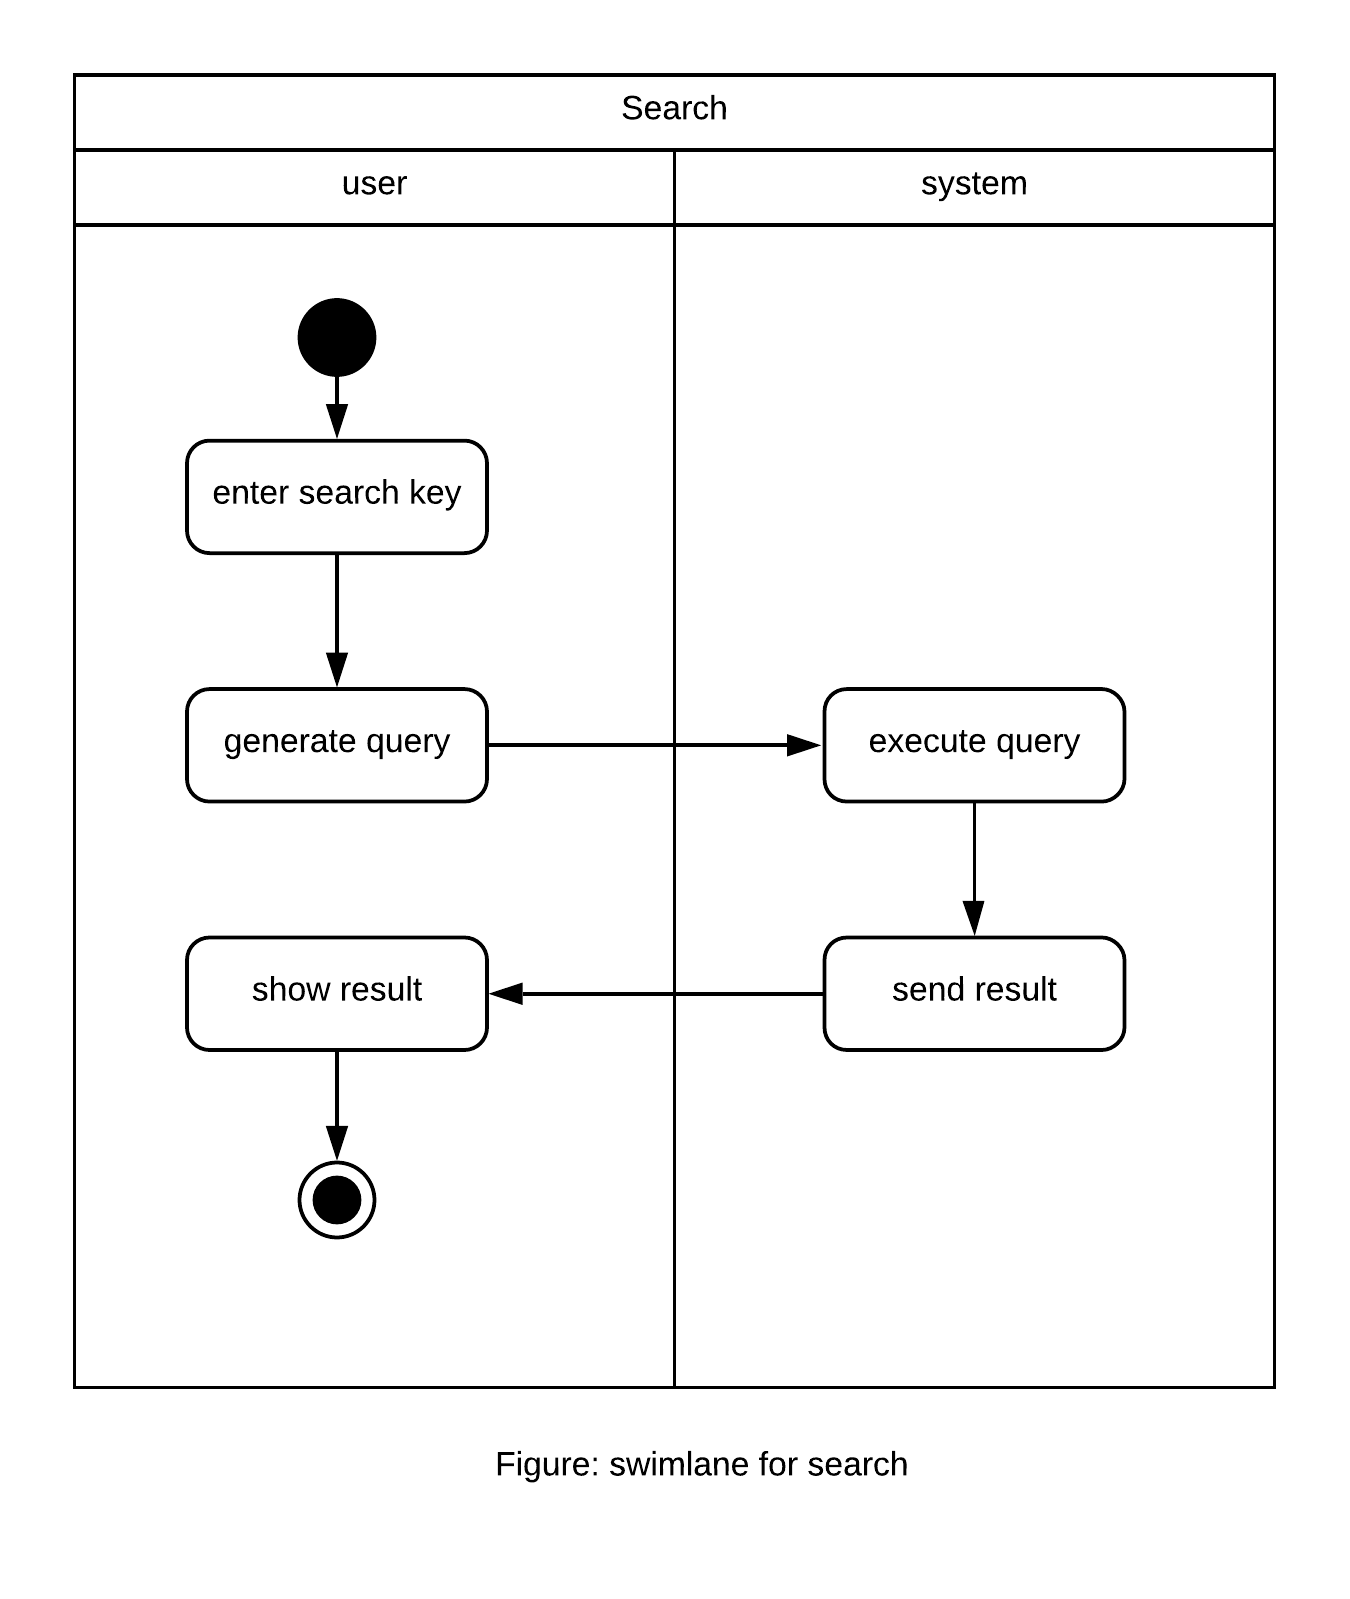 Search
user
system
enter search key
generate query
execute query
show result
send result
Figure: swimlane for search